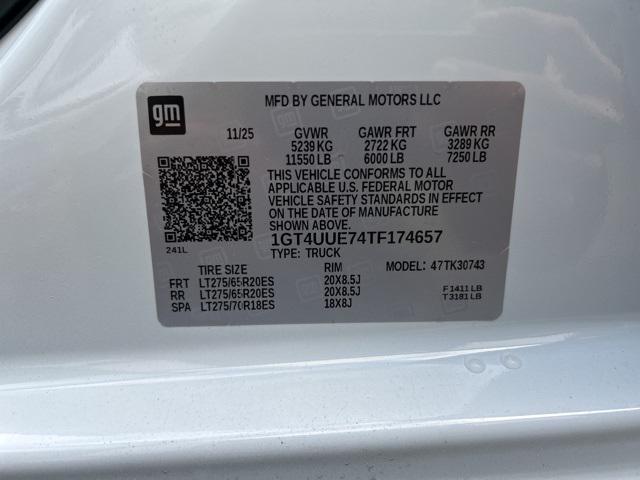 gm
MFD BY GENERAL MOTORS LLC
11/25 GVWR GAWR FRT GAWR RR
5239 KG 2722 KG 3289 KG
11550 LB 6000 LB 7250 LB
THIS VEHICLE CONFORMS TO ALL
APPLICABLE U.S. FEDERAL MOTOR
VEHICLE SAFETY STANDARDS IN EFFECT
ON THE DATE OF MANUFACTURE
SHOWN ABOVE.
241L
1GT4UUE74TF174657
TYPE: TRUCK
TIRE SIZE RIM MODEL: 47TK30743
FRT LT275/65R20ES 20X8.5J
RR LT275/65R20ES 20X8.5J
SPA LT275/70R18ES 18X8J
F1411 LB
T3181 LB